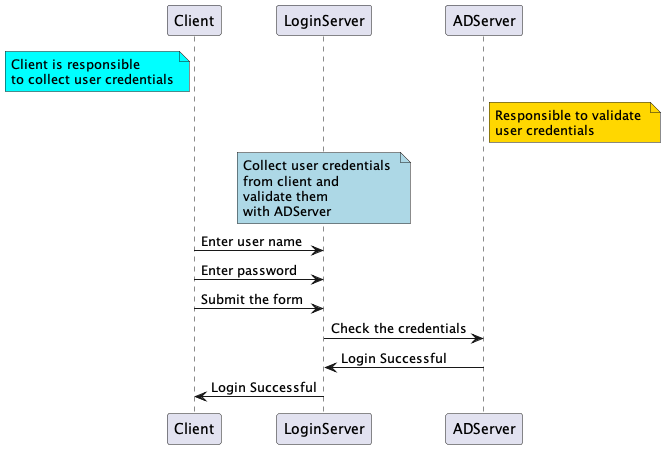 Client
LoginServer
ADServer
Client is responsible
to collect user credentials
Responsible to validate
user credentials
Collect user credentials
from client and
validate them
with ADServer
Enter user name
Enter password
Submit the form
Check the credentials
Login Successful
Login Successful
Client
LoginServer
ADServer